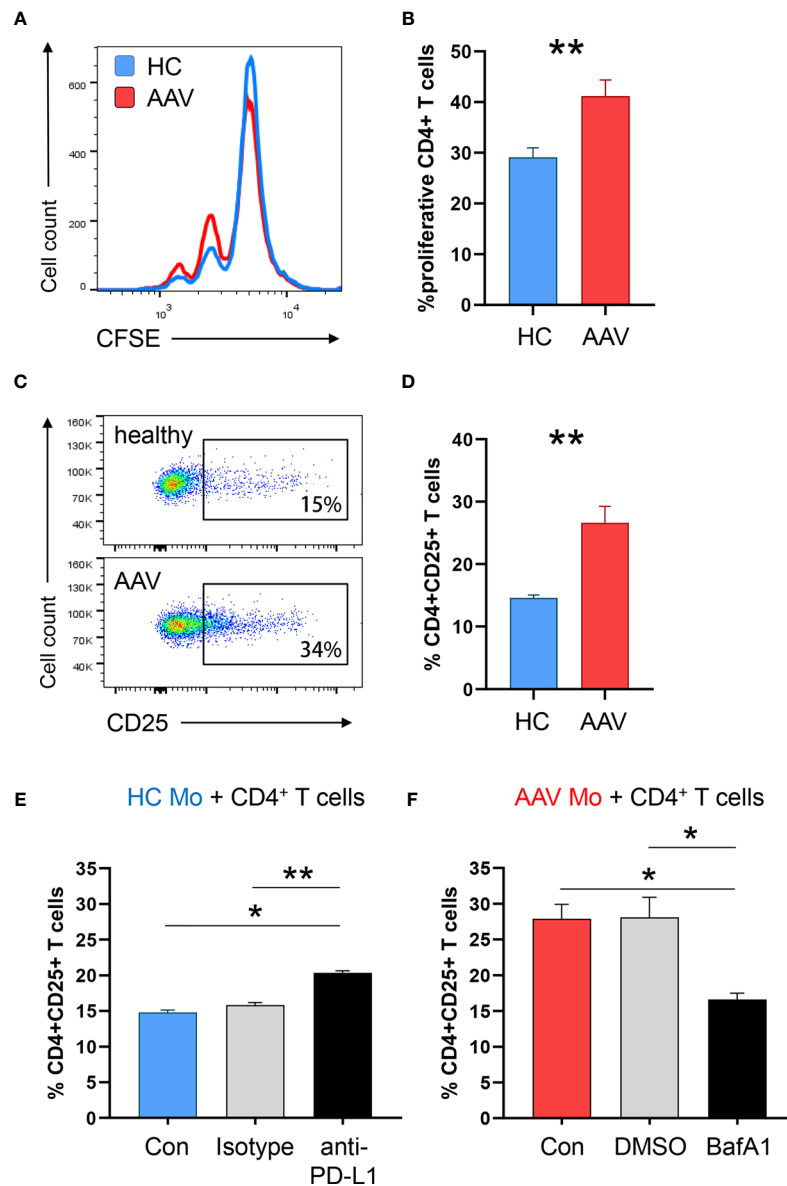 A
HC
AAV
600
400
200
0
Cell count
10³
10⁴
CFSE
B
**
50
40
30
20
10
0
%proliferative CD4+ T cells
HC
AAV
C
160K
130K
100K
70K
40K
healthy
15%
160K
130K
100K
70K
40K
AAV
34%
Cell count
CD25
D
**
40
30
20
10
0
% CD4+CD25+ T cells
HC
AAV
E
HC Mo + CD4⁺ T cells
35
30
25
20
15
10
5
0
% CD4+CD25+ T cells
**
*
Con
Isotype
anti-
PD-L1
F
AAV Mo + CD4⁺ T cells
35
30
25
20
15
10
5
0
% CD4+CD25+ T cells
*
*
Con
DMSO
BafA1